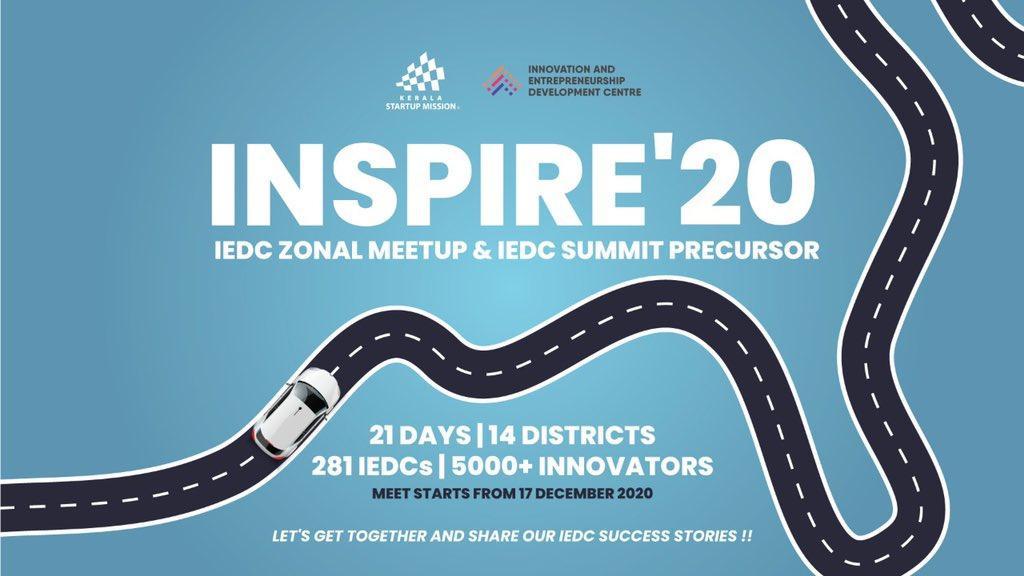 KERALA
STARTUP MISSION
INNOVATION AND
ENTREPRENEURSHIP
DEVELOPMENT CENTRE
INSPIRE'20
IEDC ZONAL MEETUP & IEDC SUMMIT PRECURSOR
21 DAYS | 14 DISTRICTS
281 IEDCs | 5000+ INNOVATORS
MEET STARTS FROM 17 DECEMBER 2020
LET'S GET TOGETHER AND SHARE OUR IEDC SUCCESS STORIES !!